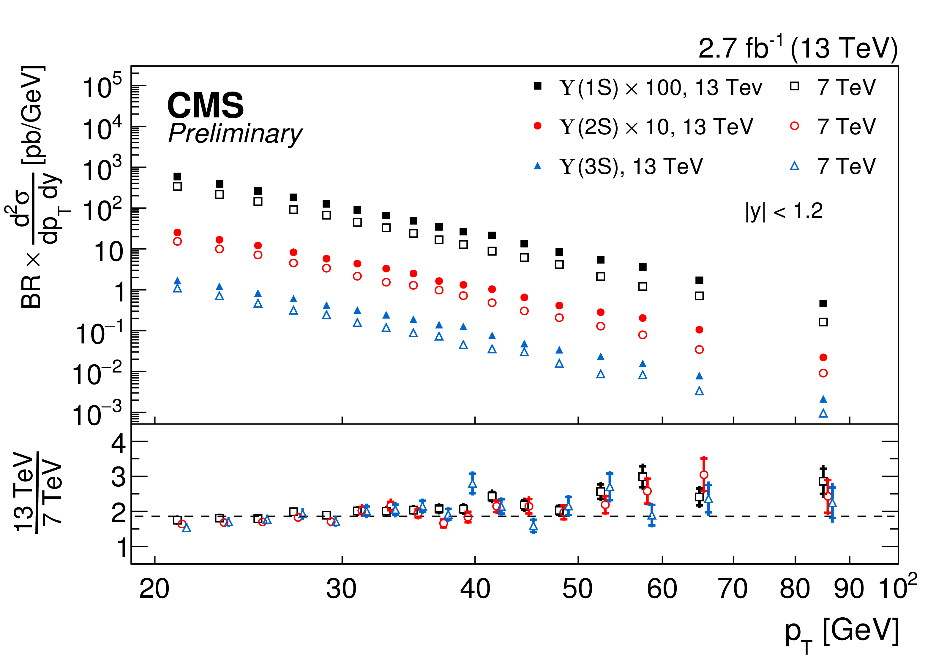 2.7 fb⁻¹ (13 TeV)
CMS
Preliminary
ϒ(1S) × 100, 13 Tev 7 TeV
ϒ(2S) × 10, 13 TeV 7 TeV
ϒ(3S), 13 TeV 7 TeV
|y| < 1.2
BR × d²σ / dp_T dy [pb/GeV]
10⁵
10⁴
10³
10²
10
1
10⁻¹
10⁻²
10⁻³
13 TeV
7 TeV
4
3
2
1
20 30 40 50 60 70 80 90 10²
p_T [GeV]